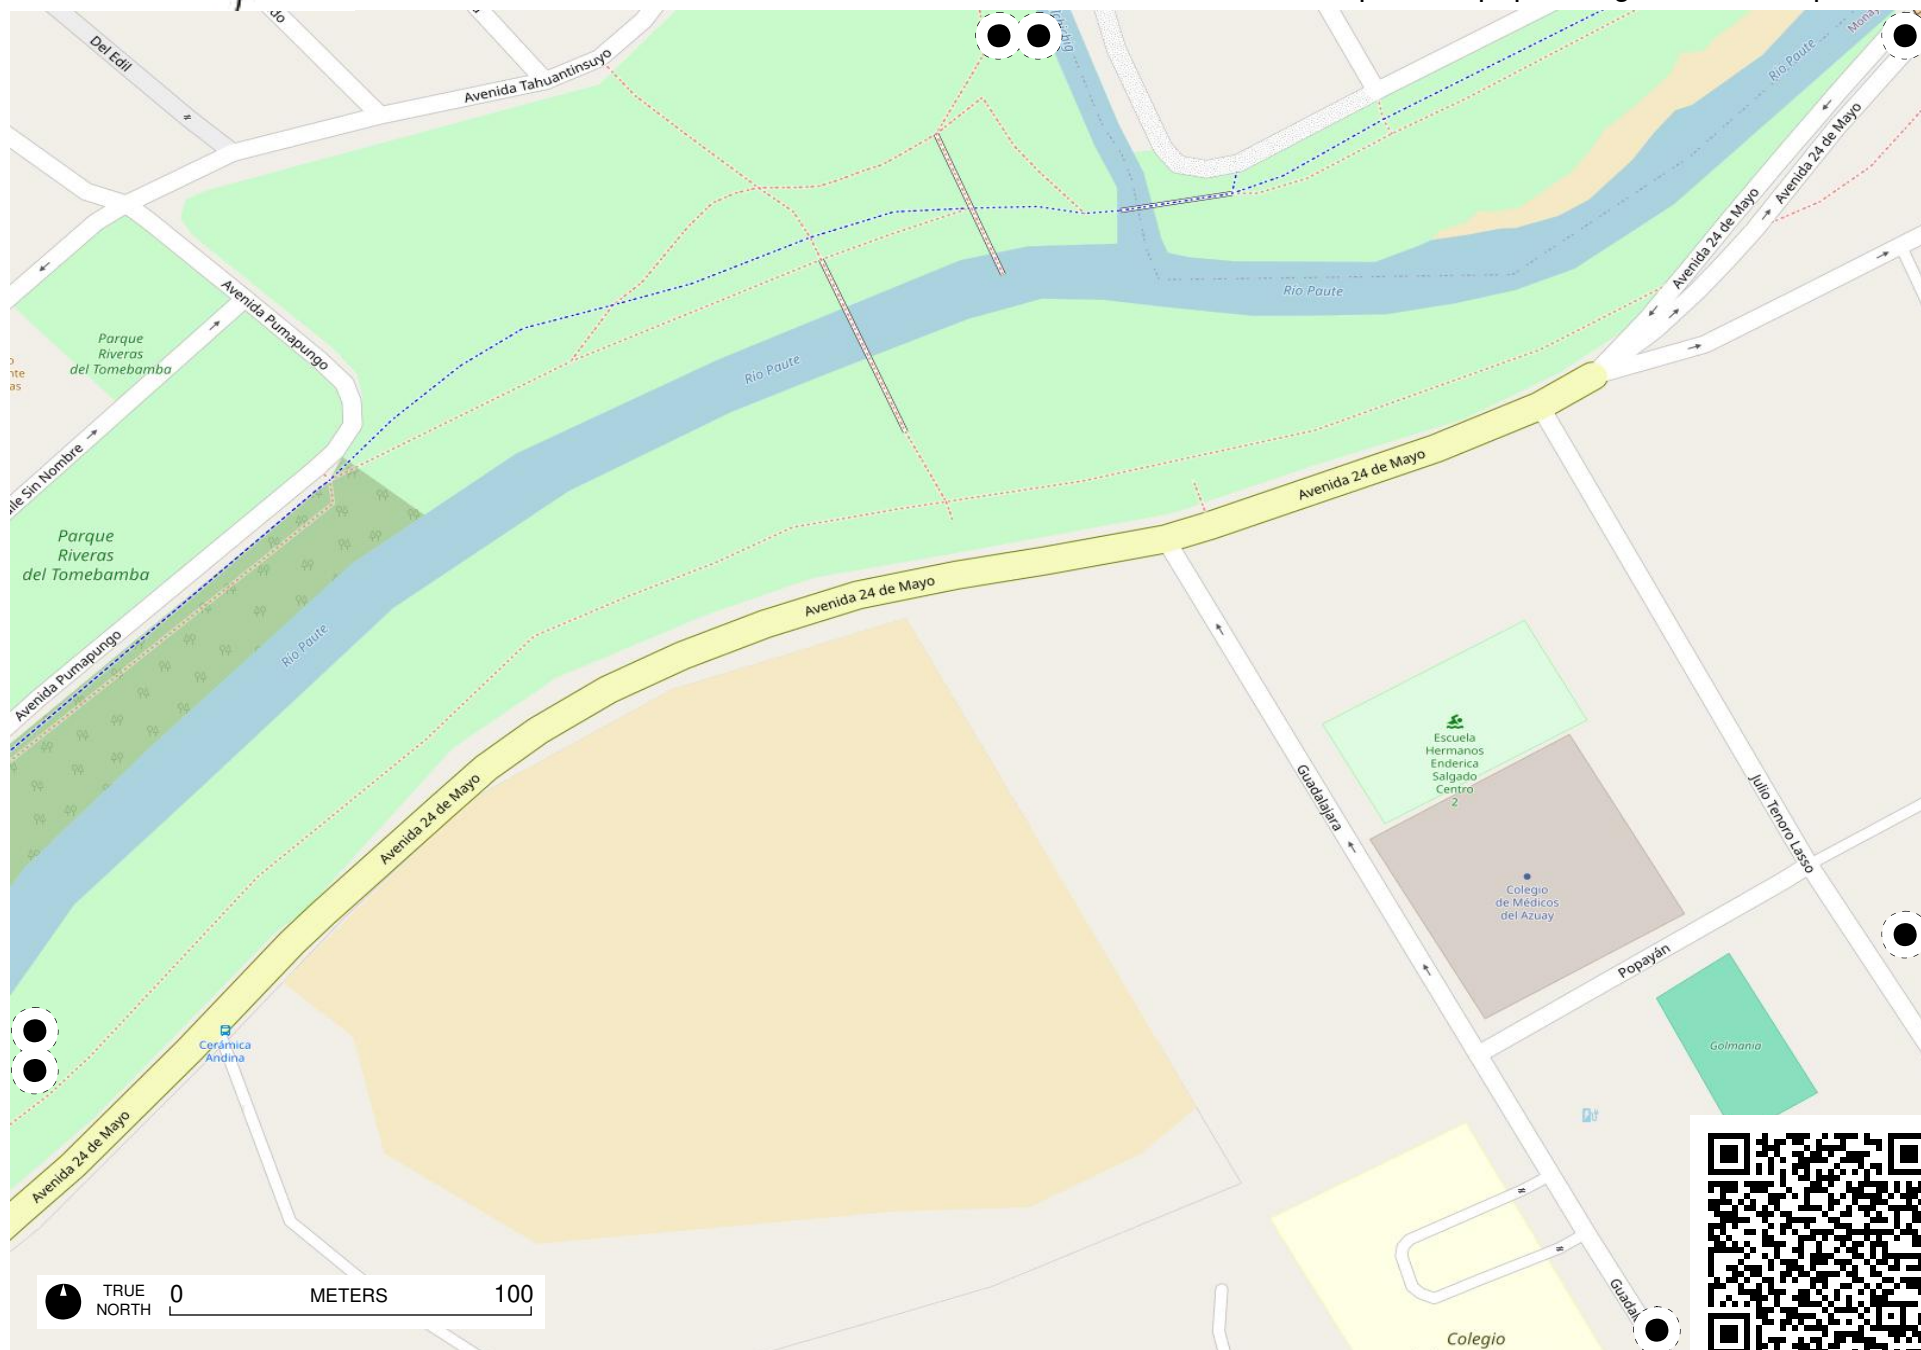 Del Edil
Avenida Tahuantinsuyo
Río Paute
Avenida 24 de Mayo
Avenida 24 de Mayo
Avenida Pumapungo
Río Paute
Parque
Riveras
del Tomebamba
Río Paute
Sin Nombre
Avenida 24 de Mayo
Parque
Riveras
del Tomebamba
Avenida 24 de Mayo
Río Paute
Avenida Pumapungo
Escuela
Hermanos
Enderica
Salgado
Centro
2
Guadalajara
Julio Tenoro Lasso
Avenida 24 de Mayo
Colegio
de Médicos
del Azuay
Popayán
Cerámica
Andina
Golmania
Avenida 24 de Mayo
TRUE
NORTH
0 METERS 100
Colegio